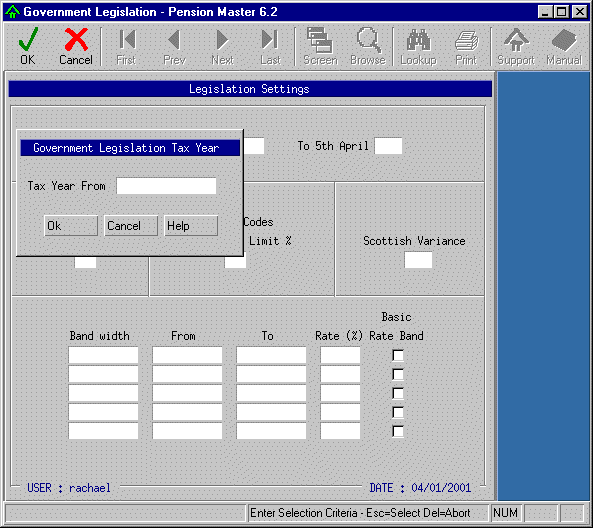 Government Legislation - Pension Master 6.2
OK Cancel First Prev Next Last Screen Browse Lookup Print Support Manual
Legislation Settings
To 5th April
Government Legislation Tax Year
Tax Year From
Ok Cancel Help
Codes
Limit %
Scottish Variance
Basic
Band width From To Rate (%) Rate Band
USER : rachael DATE : 04/01/2001
Enter Selection Criteria - Esc=Select Del=Abort NUM